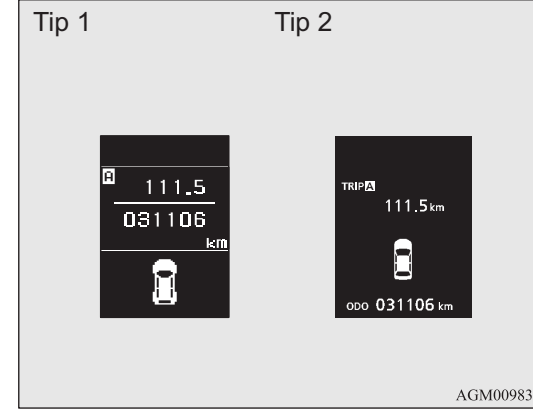 Tip 1
Tip 2
A
111.5
031106
km
TRIP A
111.5 km
ODO 031106 km
AGM00983